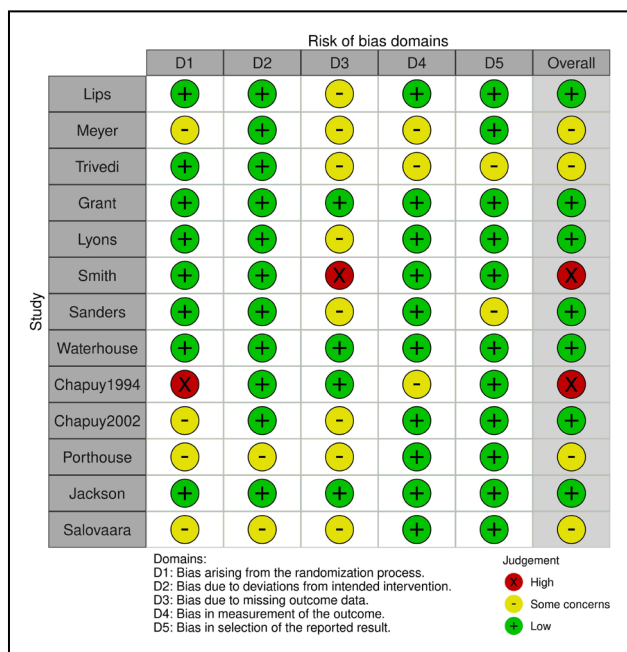 Risk of bias domains
D1 D2 D3 D4 D5 Overall
Study
Lips + + - + + +
Meyer - + - - + -
Trivedi + + - - - -
Grant + + + + + +
Lyons + + - + + +
Smith + + X + + X
Sanders + + - + - +
Waterhouse + + + + + +
Chapuy1994 X + + - + X
Chapuy2002 - + - + + +
Porthouse - - - + + -
Jackson + + + + + +
Salovaara - - - + + -
Domains:
D1: Bias arising from the randomization process.
D2: Bias due to deviations from intended intervention.
D3: Bias due to missing outcome data.
D4: Bias in measurement of the outcome.
D5: Bias in selection of the reported result.
Judgement
X High
- Some concerns
+ Low